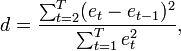 d = \frac{\sum_{t=2}^{T}(e_t - e_{t-1})^2}{\sum_{t=1}^{T} e_t^2},